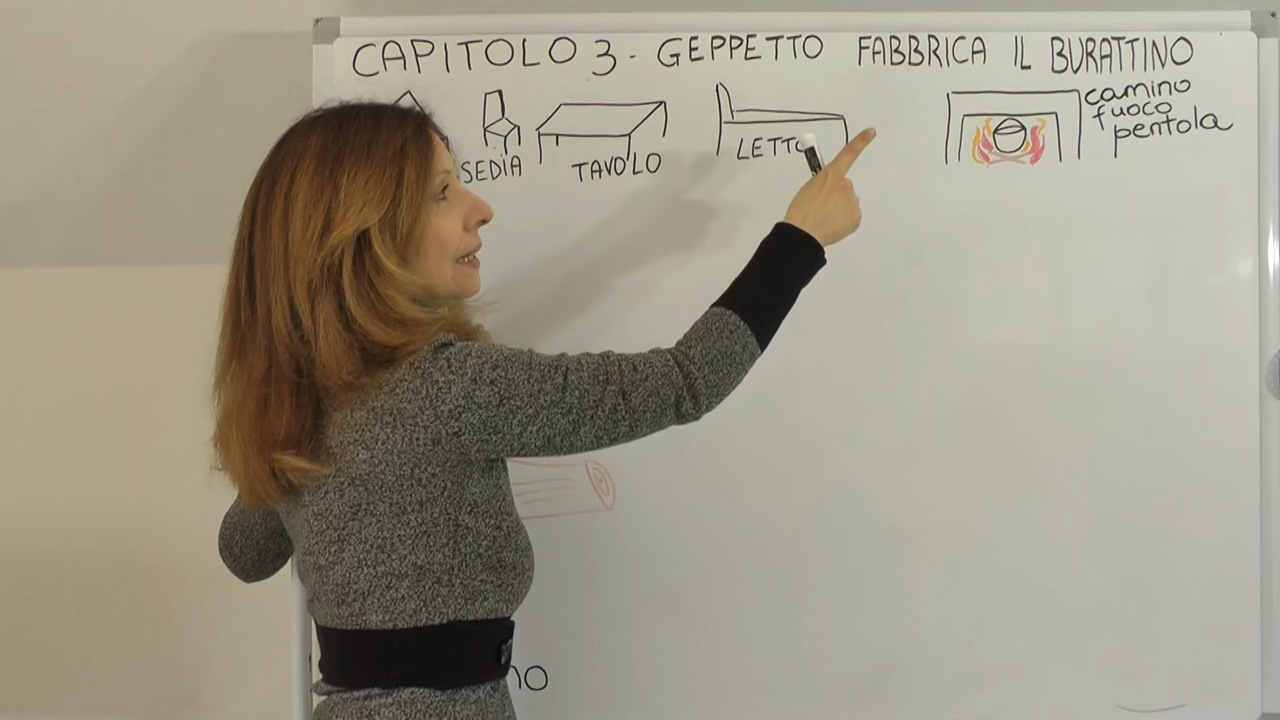 CAPITOLO 3 - GEPPETTO FABBRICA IL BURATTINO
SEDIA
TAVOLO
LETTO
camino
fuoco
pentola